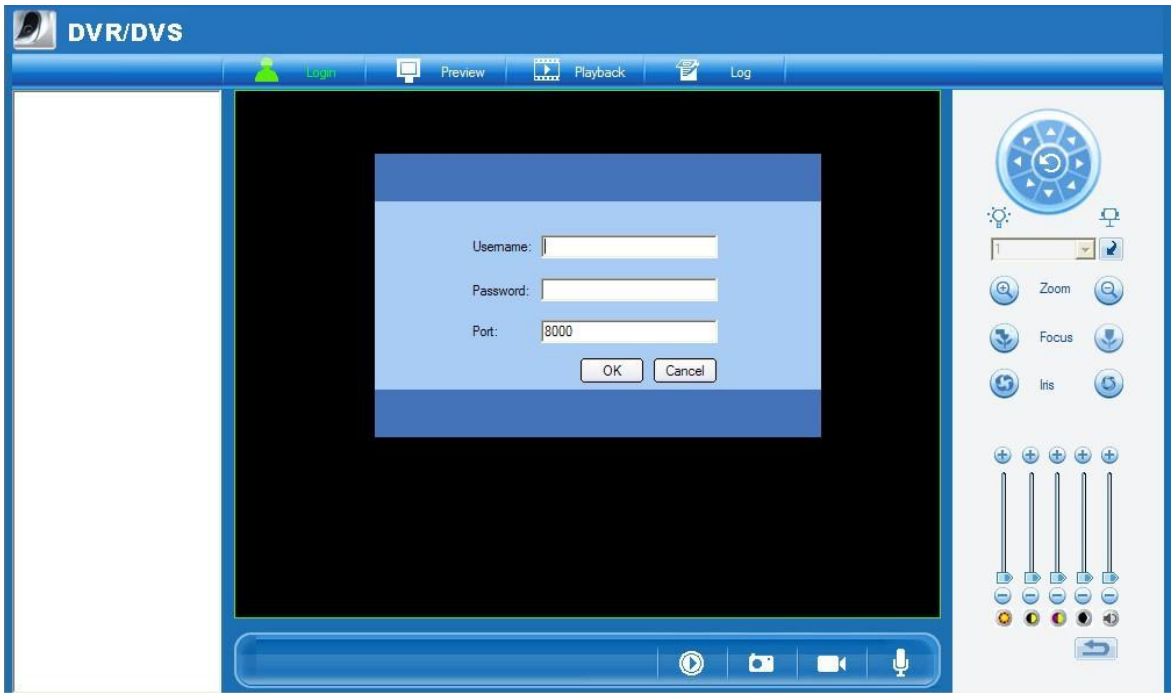 DVR/DVS
Login Preview Playback Log
Username:
Password:
Port: 8000
OK Cancel
1
Zoom
Focus
Iris